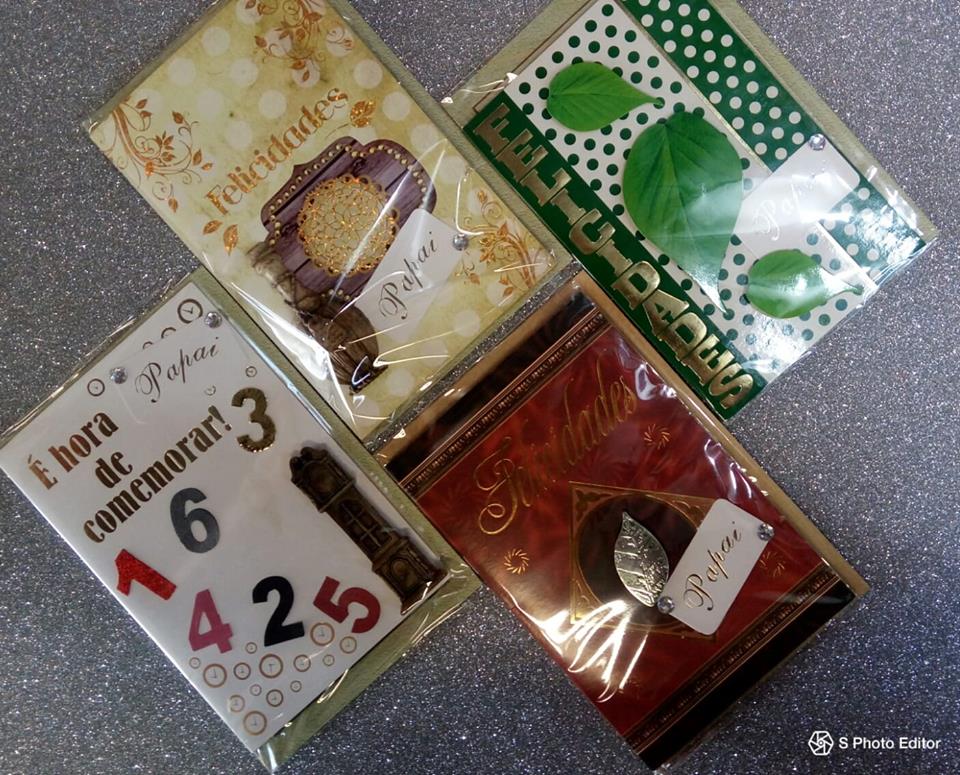 Felicidades
Papai
FELICIDADES
Papai
Papai
É hora
de
comemorar!
3
6
1
4
2
5
Felicidades
Papai
S Photo Editor